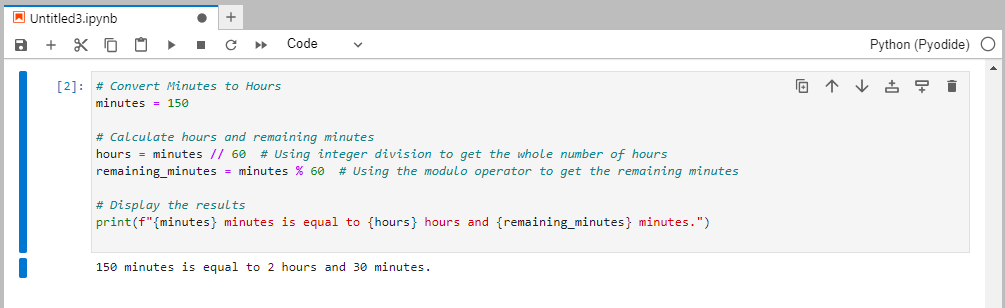 Untitled3.ipynb
Code
Python (Pyodide)
[2]:
# Convert Minutes to Hours
minutes = 150
# Calculate hours and remaining minutes
hours = minutes // 60  # Using integer division to get the whole number of hours
remaining_minutes = minutes % 60  # Using the modulo operator to get the remaining minutes
# Display the results
print(f"{minutes} minutes is equal to {hours} hours and {remaining_minutes} minutes.")
150 minutes is equal to 2 hours and 30 minutes.